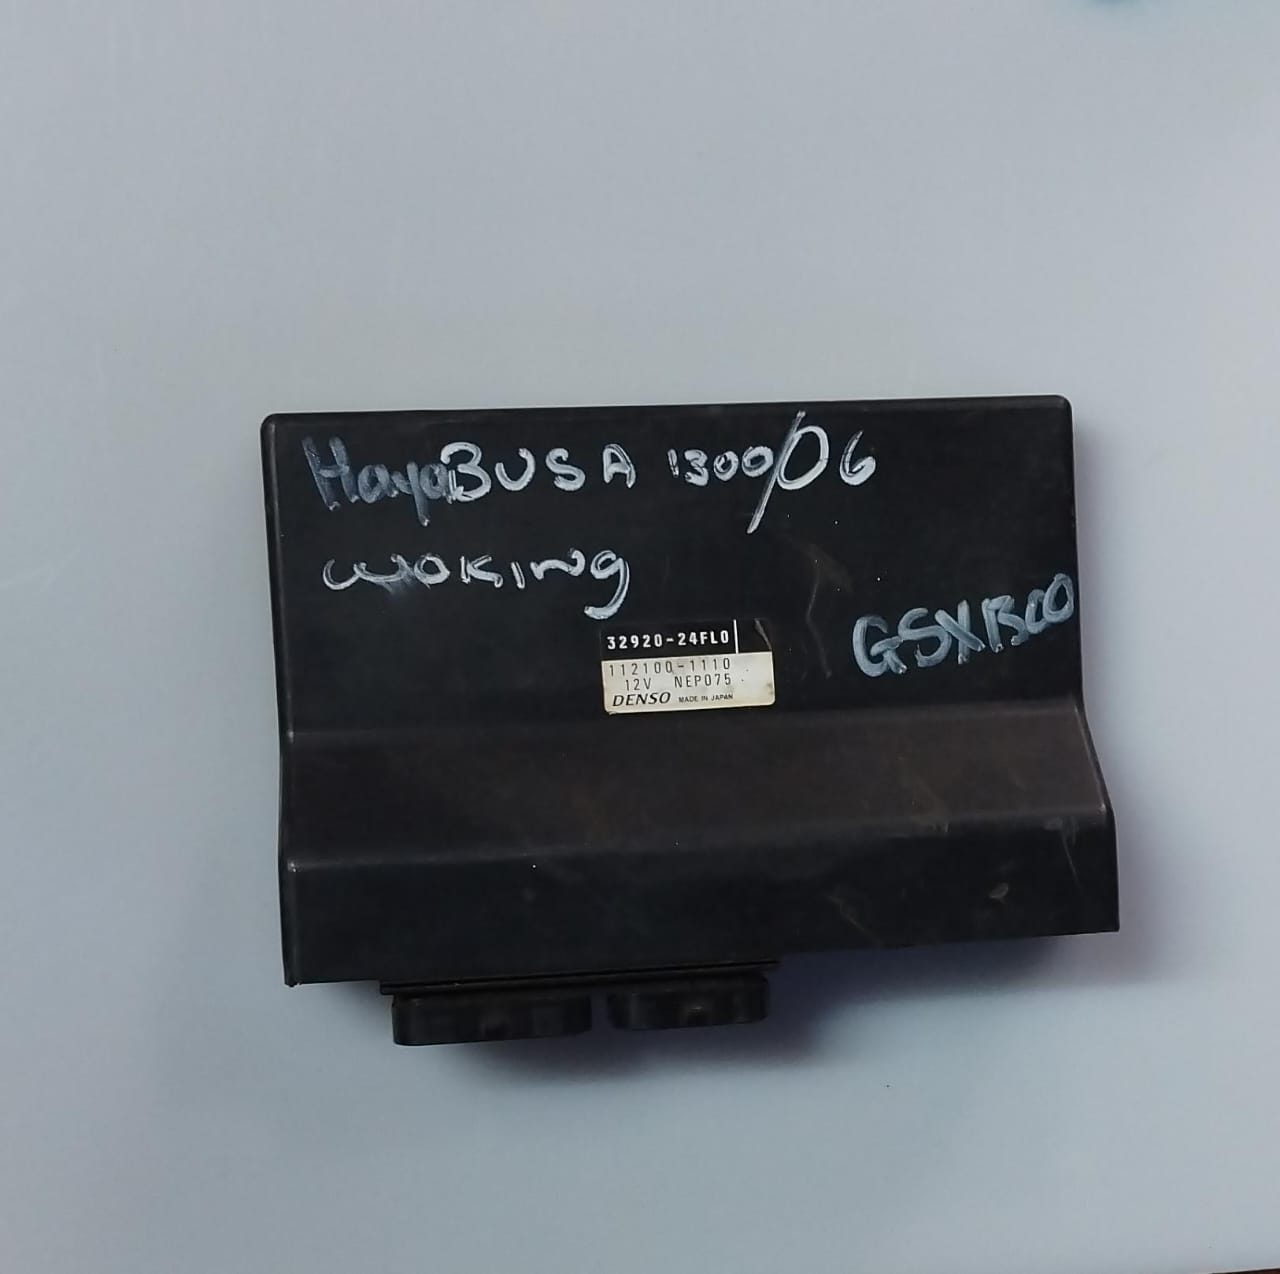 HayaBUSA 1300/06
WOKING
GSX1300
32920-24FL0
112100-1110
12V NEP075
DENSO MADE IN JAPAN